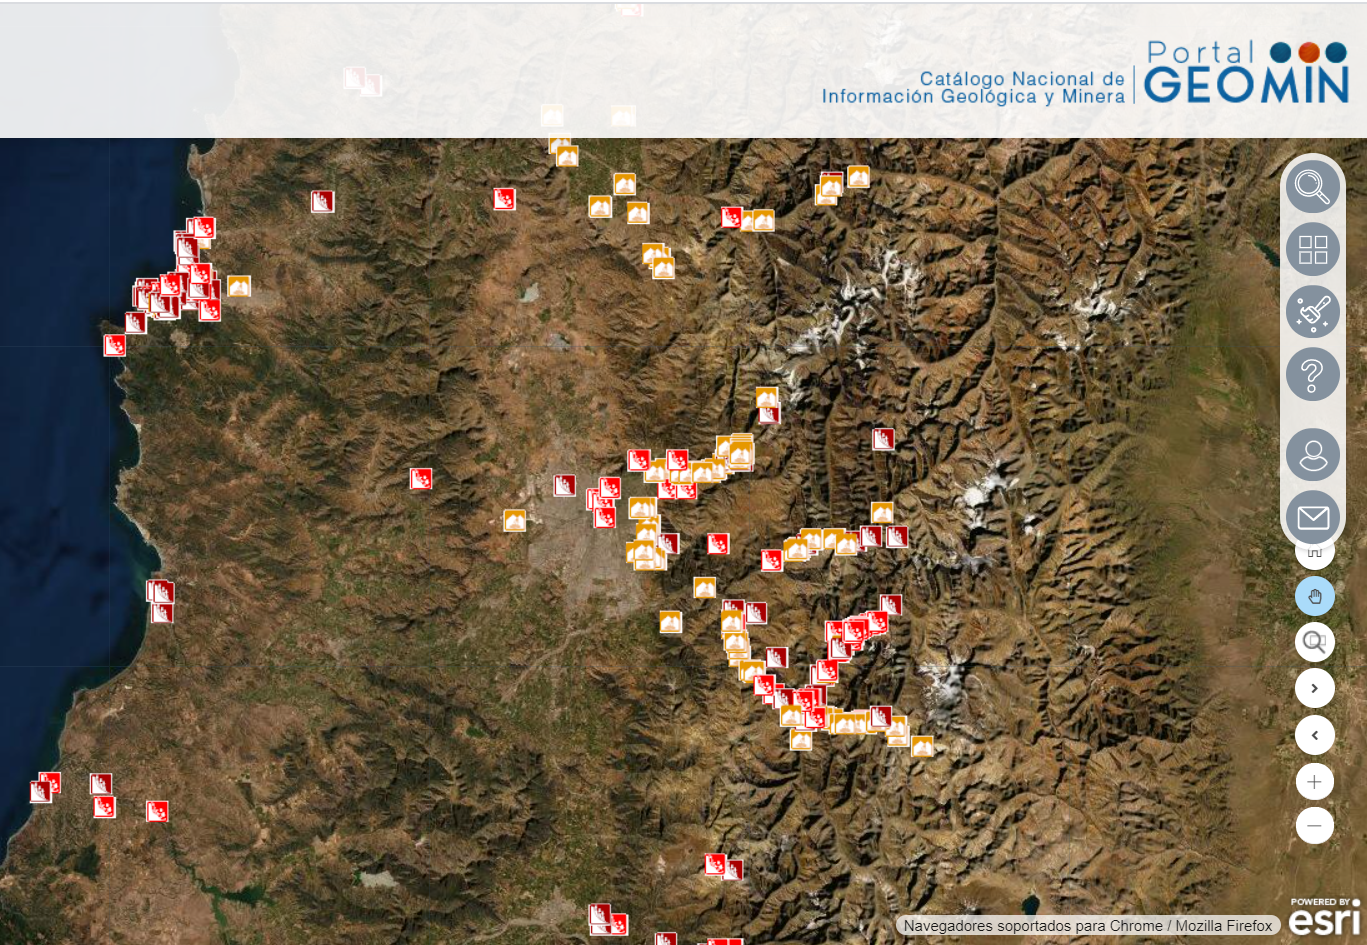 Portal
Catálogo Nacional de
Información Geológica y Minera
GEOMIN
POWERED BY
esri
Navegadores soportados para Chrome / Mozilla Firefox